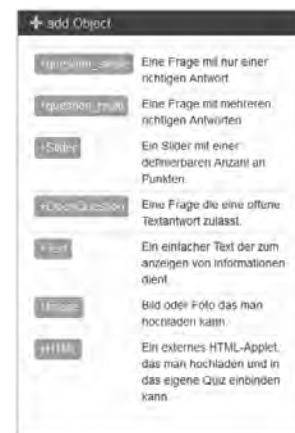 + add Object
+question_single Eine Frage mit nur einer
richtigen Antwort
+question_multi Eine Frage mit mehreren
richtigen Antworten
+Slider Ein Slider mit einer
definierbaren Anzahl an
Punkten.
+OpenQuestion Eine Frage die eine offene
Textantwort zulässt.
+Text Ein einfacher Text der zum
anzeigen von Informationen
dient.
Bild oder Foto das man
hochladen kann
+HTML Ein externes HTML-Applet,
das man hochladen und in
das eigene Quiz einbinden
kann.